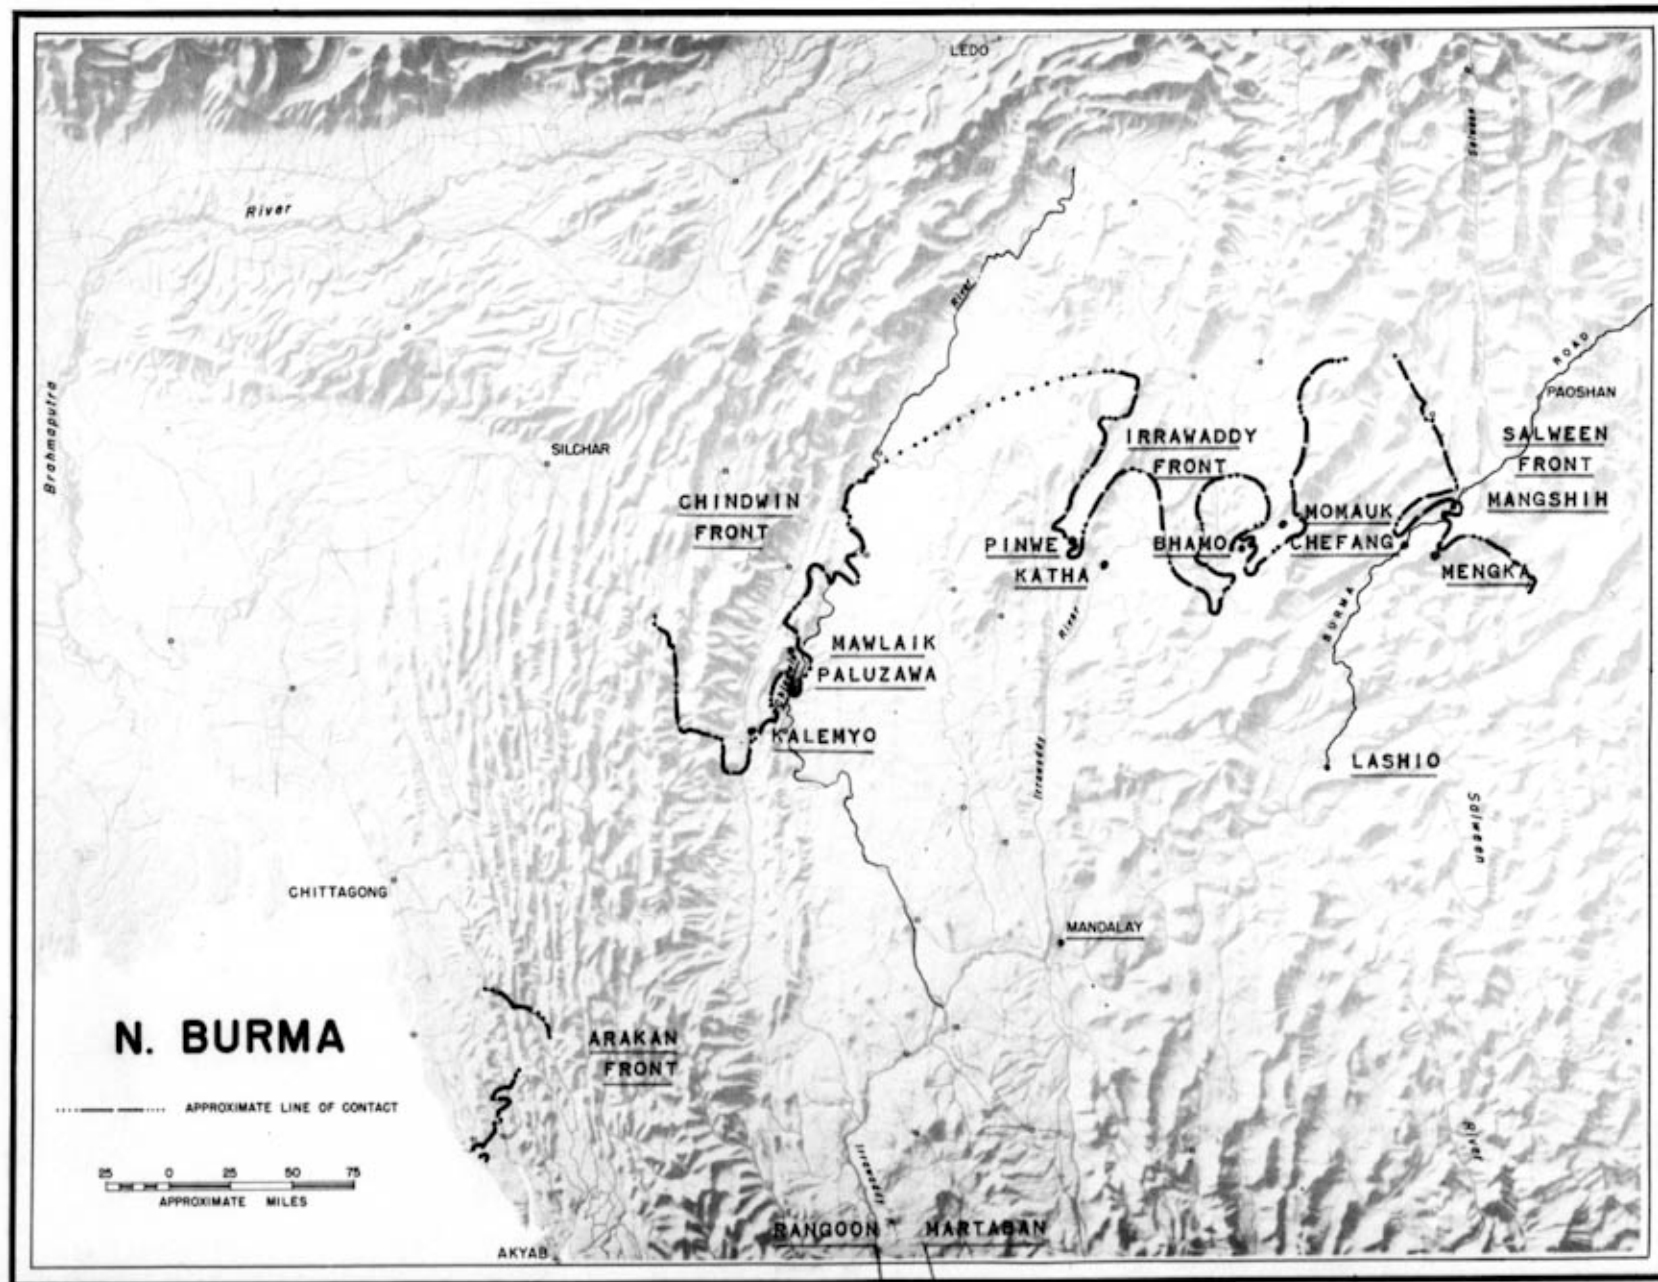 LEDO
Salween
River
River
ROAD
PAOSHAN
Brahmaputra
SILCHAR
IRRAWADDY
FRONT
SALWEEN
FRONT
CHINDWIN
FRONT
MANGSHIH
MOMAUK
PINWE
BHAMO
CHEFANG
KATHA
MENGKA
BURMA
River
MAWLAIK
PALUZAWA
KALEMYO
Irrawaddy
LASHIO
Salween
CHITTAGONG
MANDALAY
N. BURMA
ARAKAN
FRONT
APPROXIMATE LINE OF CONTACT
River
25 0 25 50 75
APPROXIMATE MILES
Irrawaddy
RANGOON MARTABAN
AKYAB